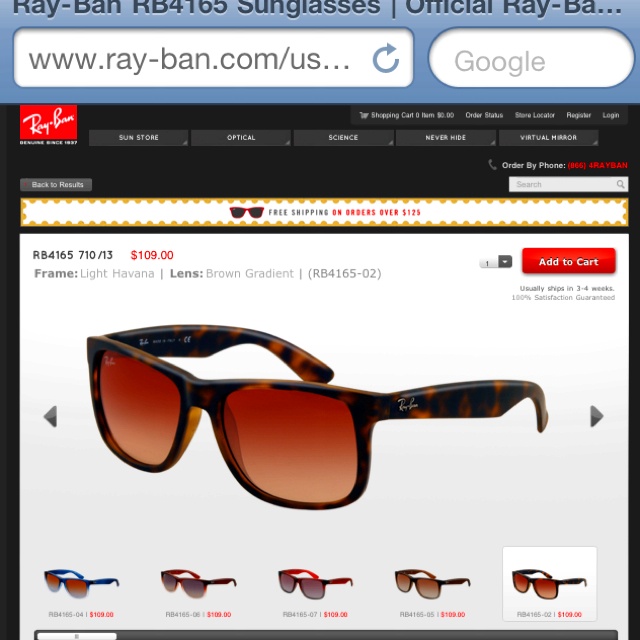 Ray-Ban RB4165 Sunglasses | Official Ray-Ba...
www.ray-ban.com/us...
Google
Ray-Ban
GENUINE SINCE 1937
Shopping Cart 0 Item $0.00 Order Status Store Locator Register Login
SUN STORE OPTICAL SCIENCE NEVER HIDE VIRTUAL MIRROR
Order By Phone: (866) 4RAYBAN
Back to Results
Search
FREE SHIPPING ON ORDERS OVER $125
RB4165 710/13 $109.00
1
Add to Cart
Frame: Light Havana | Lens: Brown Gradient | (RB4165-02)
Usually ships in 3-4 weeks.
100% Satisfaction Guaranteed
Ray-Ban
Ray-Ban
RB4165-04 | $109.00
RB4165-06 | $109.00
RB4165-07 | $109.00
RB4165-05 | $109.00
RB4165-02 | $109.00